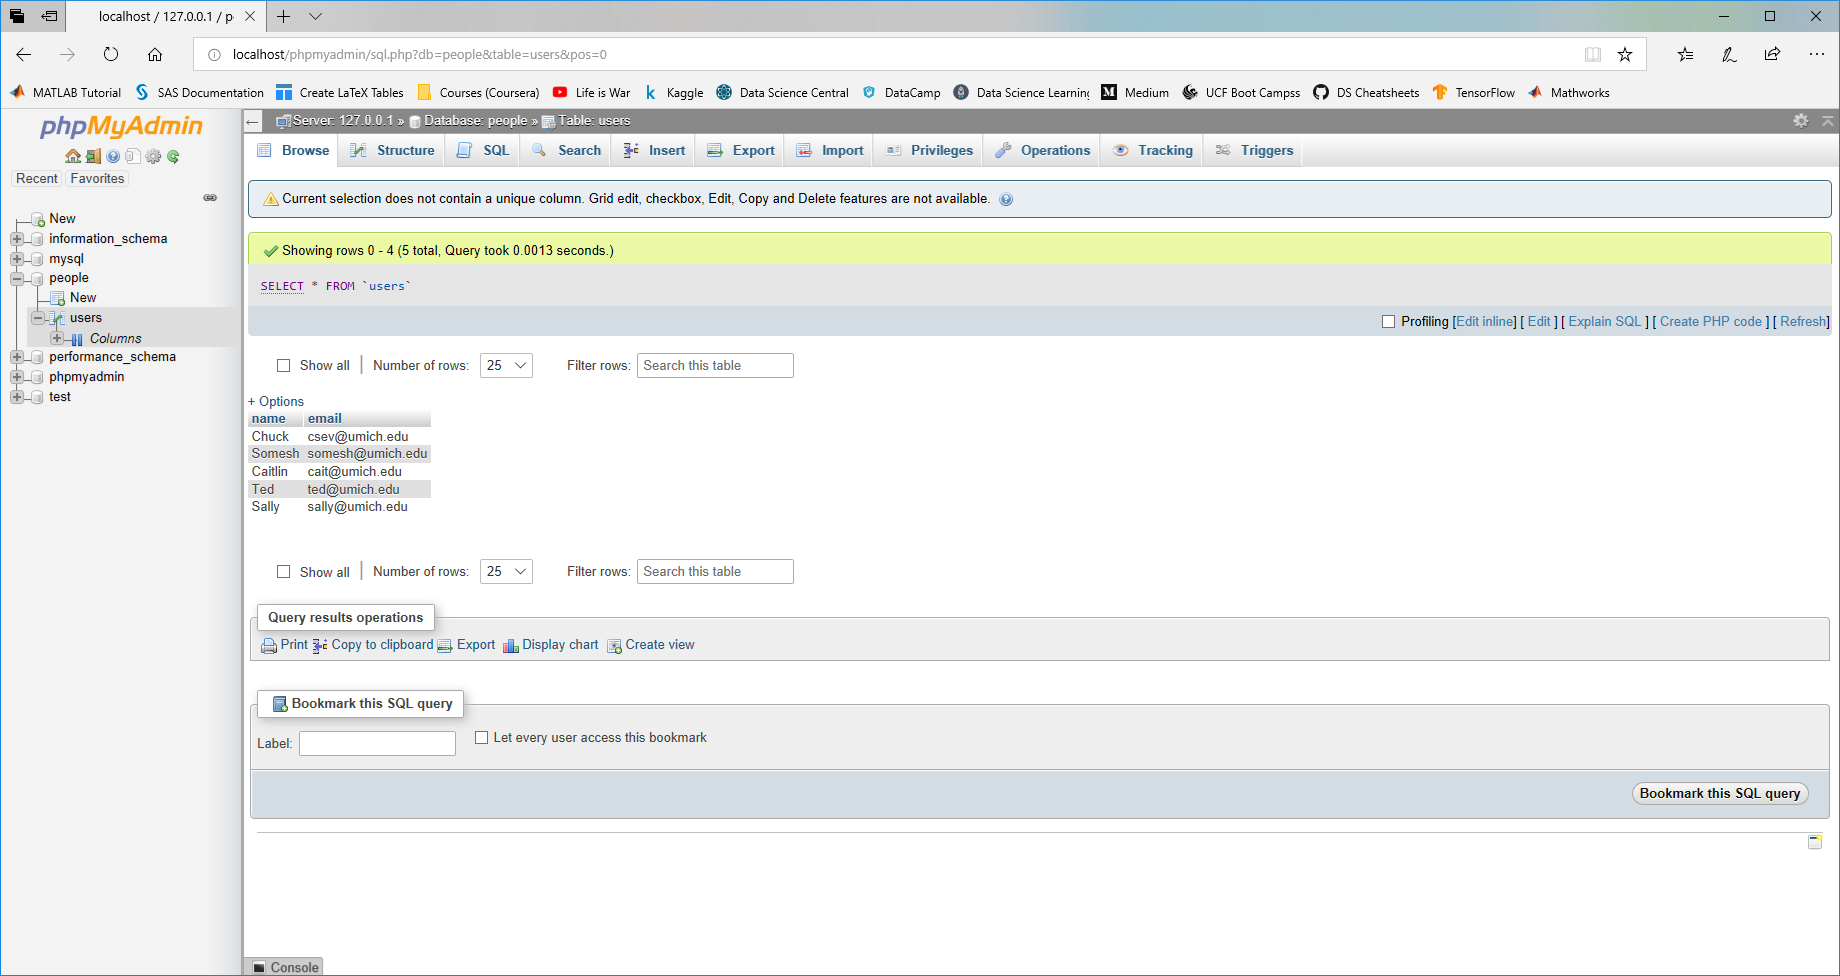 localhost / 127.0.0.1 / p
localhost/phpmyadmin/sql.php?db=people&table=users&pos=0
MATLAB Tutorial SAS Documentation Create LaTeX Tables Courses (Coursera) Life is War Kaggle Data Science Central DataCamp Data Science Learning Medium UCF Boot Campss DS Cheatsheets TensorFlow Mathworks
phpMyAdmin
Recent Favorites
New
information_schema
mysql
people
New
users
Columns
performance_schema
phpmyadmin
test
Server: 127.0.0.1 » Database: people » Table: users
Browse Structure SQL Search Insert Export Import Privileges Operations Tracking Triggers
Current selection does not contain a unique column. Grid edit, checkbox, Edit, Copy and Delete features are not available.
Showing rows 0 - 4 (5 total, Query took 0.0013 seconds.)
SELECT * FROM `users`
Profiling [Edit inline] [ Edit ] [ Explain SQL ] [ Create PHP code ] [ Refresh]
Show all | Number of rows: 25 Filter rows: Search this table
+ Options
name email
Chuck csev@umich.edu
Somesh somesh@umich.edu
Caitlin cait@umich.edu
Ted ted@umich.edu
Sally sally@umich.edu
Show all | Number of rows: 25 Filter rows: Search this table
Query results operations
Print Copy to clipboard Export Display chart Create view
Bookmark this SQL query
Label: Let every user access this bookmark
Bookmark this SQL query
Console